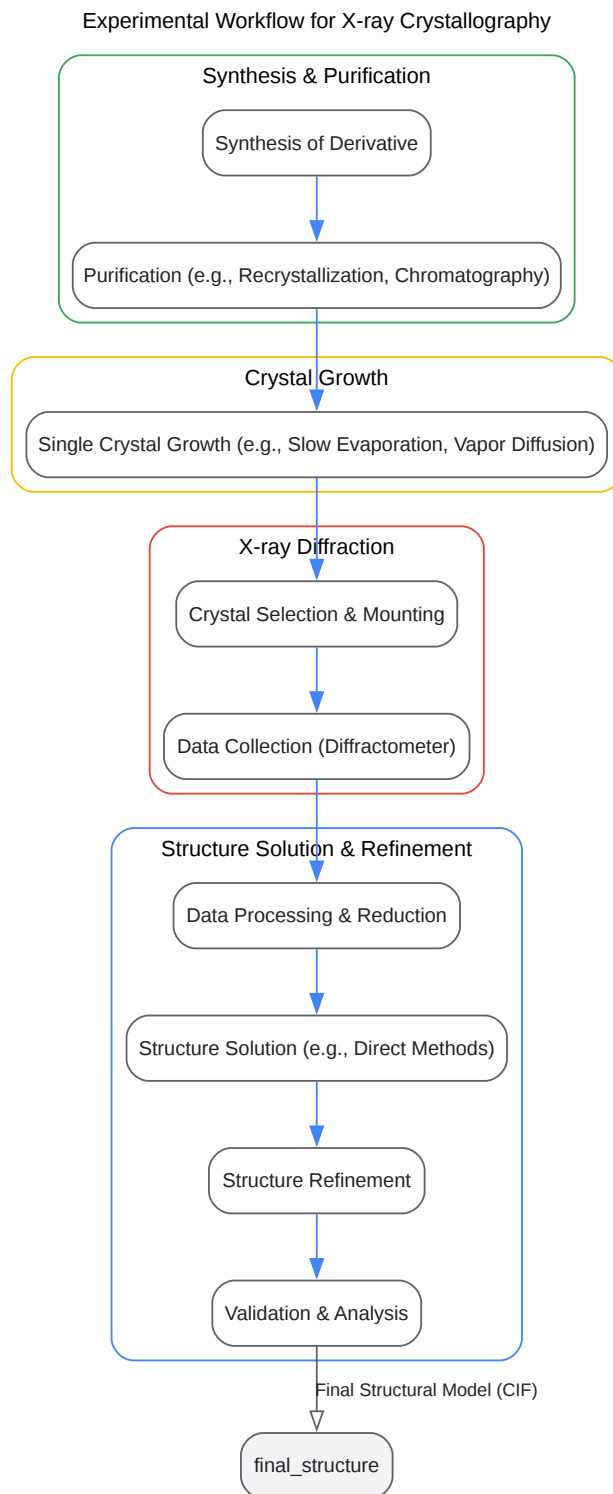 Experimental Workflow for X-ray Crystallography
Synthesis & Purification
Synthesis of Derivative
Purification (e.g., Recrystallization, Chromatography)
Crystal Growth
Single Crystal Growth (e.g., Slow Evaporation, Vapor Diffusion)
X-ray Diffraction
Crystal Selection & Mounting
Data Collection (Diffractometer)
Structure Solution & Refinement
Data Processing & Reduction
Structure Solution (e.g., Direct Methods)
Structure Refinement
Validation & Analysis
Final Structural Model (CIF)
final_structure